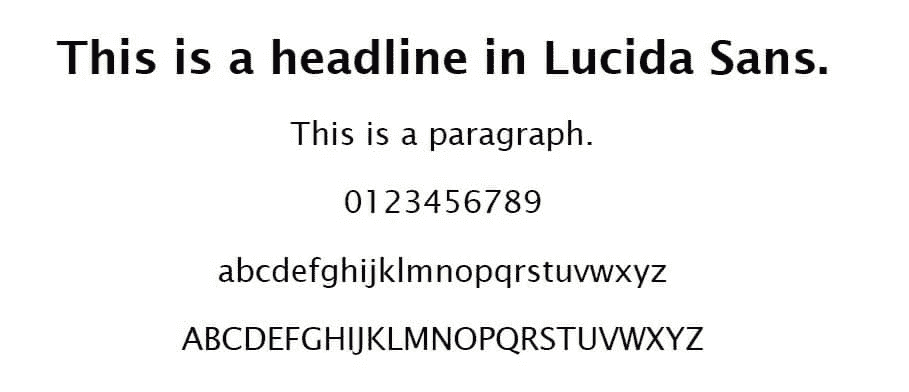 This is a headline in Lucida Sans.
This is a paragraph.
0123456789
abcdefghijklmnopqrstuvwxyz
ABCDEFGHIJKLMNOPQRSTUVWXYZ